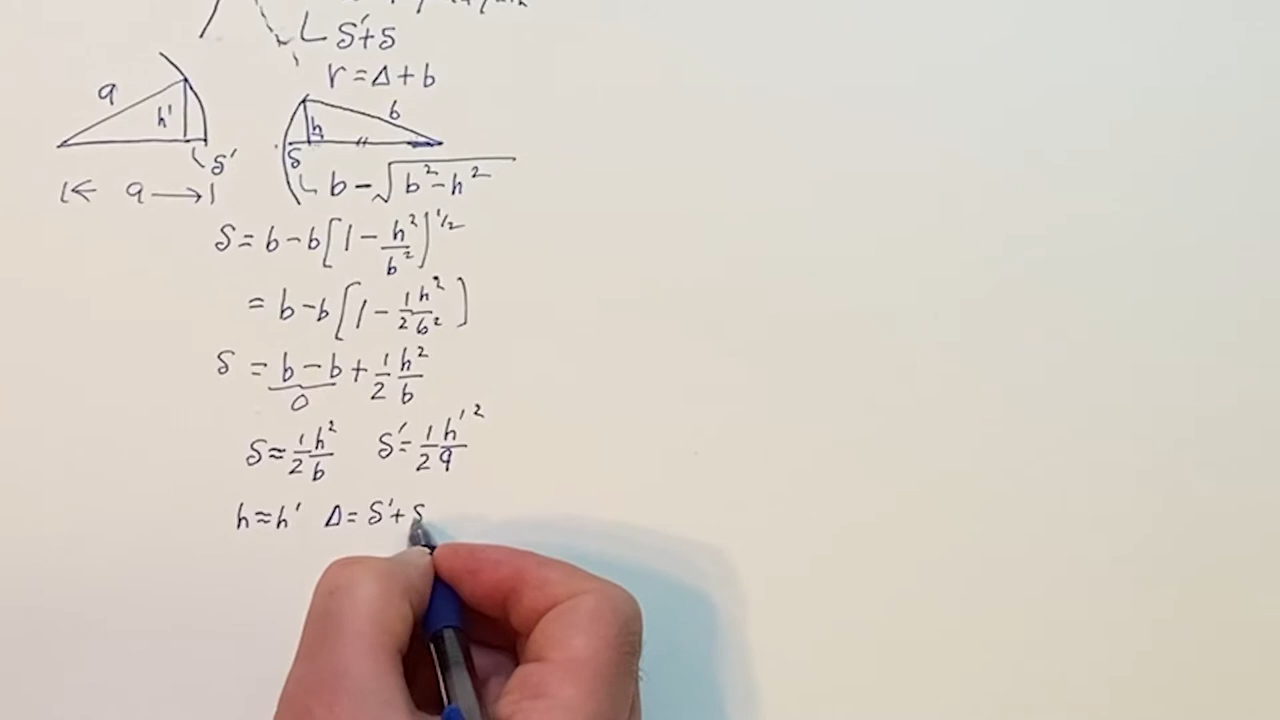 S'+S
r = Δ + b
a
h'
S'
|← a →|
b
h
S
b - √(b² - h²)
S = b - b[1 - h²/b²]^1/2
= b - b[1 - 1/2 h²/b²]
S = b - b + 1/2 h²/b
0
S ≈ 1/2 h²/b S' = 1/2 h'²/a
h ≈ h' Δ = S' + S